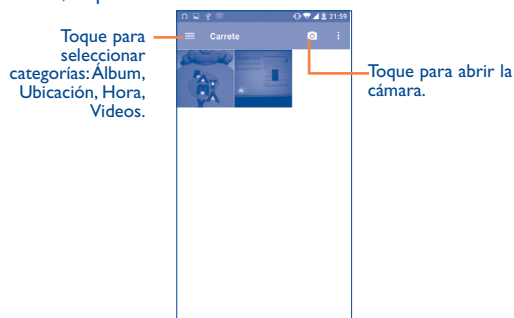 21:59
Carrete
Toque para
seleccionar
categorías: Álbum,
Ubicación, Hora,
Videos.
Toque para abrir la
cámara.